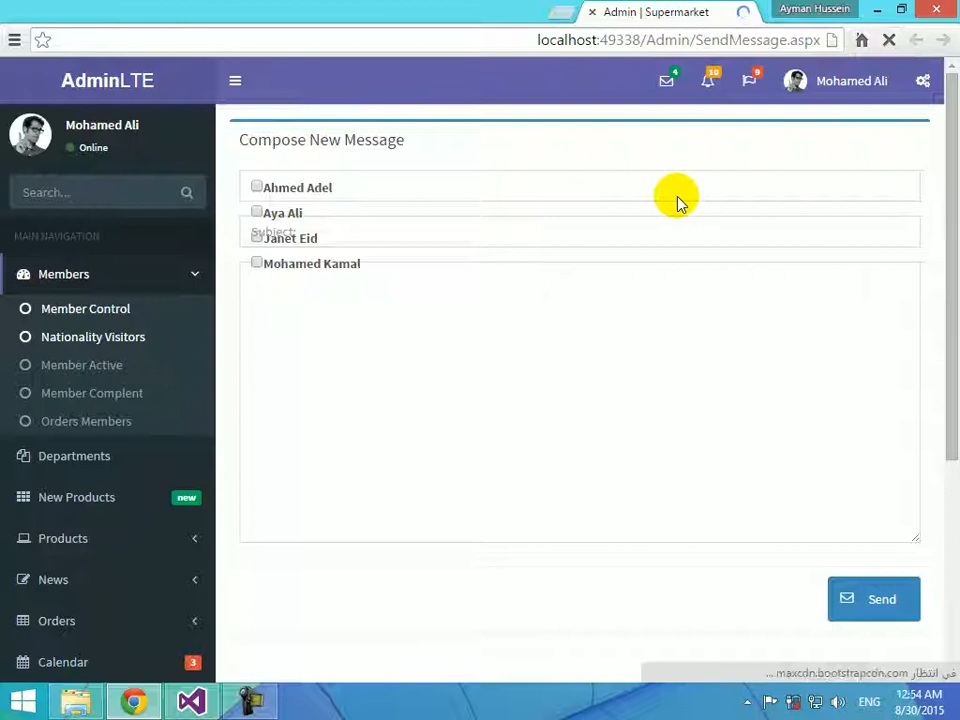 Admin | Supermarket
Ayman Hussein
localhost:49338/Admin/SendMessage.aspx
AdminLTE
4
10
9
Mohamed Ali
Mohamed Ali
Online
Search...
MAIN NAVIGATION
Members
Member Control
Nationality Visitors
Member Active
Member Complent
Orders Members
Departments
New Products
new
Products
News
Orders
Calendar
3
Compose New Message
Ahmed Adel
Aya Ali
Subject:
Janet Eid
Mohamed Kamal
Send
في انتظار maxcdn.bootstrapcdn.com ...
ENG
12:54 AM
8/30/2015